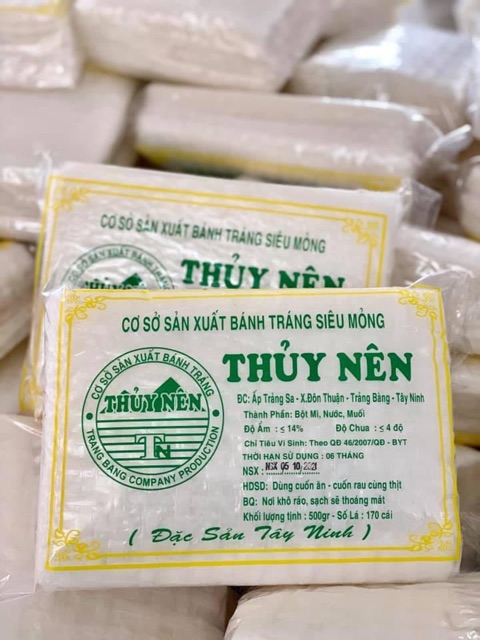 CƠ SỞ SẢN XUẤT BÁNH TRÁNG SIÊU MỎNG
THỦY NÊN
CƠ SỞ SẢN XUẤT BÁNH TRÁNG SIÊU MỎNG
THỦY NÊN
CƠ SỞ SẢN XUẤT BÁNH TRÁNG
THỦY NÊN
TN
TRANG BANG COMPANY PRODUCTION
ĐC: Ấp Trảng Sa - X.Đôn Thuận - Trảng Bàng - Tây Ninh
Thành Phần: Bột Mì, Nước, Muối
Độ Ẩm : ≤ 14% Độ Chua : ≤ 4 độ
Chỉ Tiêu Vi Sinh: Theo QĐ 46/2007/QĐ - BYT
THỜI HẠN SỬ DỤNG : 06 THÁNG
NSX : NSX 05 10 2021
HDSD: Dùng cuốn ăn - cuốn rau cùng thịt
BQ: Nơi khô ráo, sạch sẽ thoáng mát
Khối lượng tịnh : 500gr - Số Lá : 170 cái
( Đặc Sản Tây Ninh )